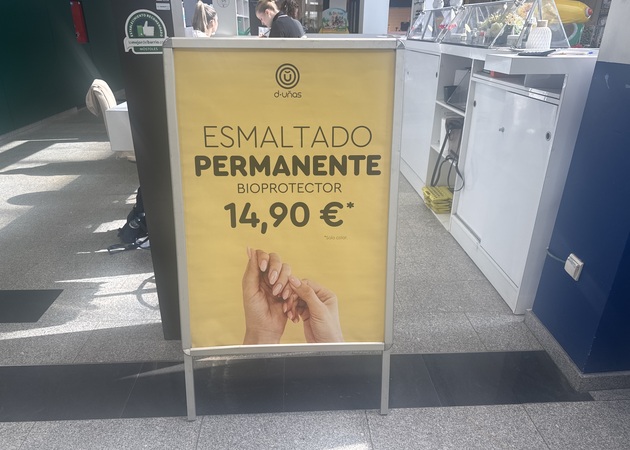 d-uñas
ESMALTADO
PERMANENTE
BIOPROTECTOR
14,90 €*